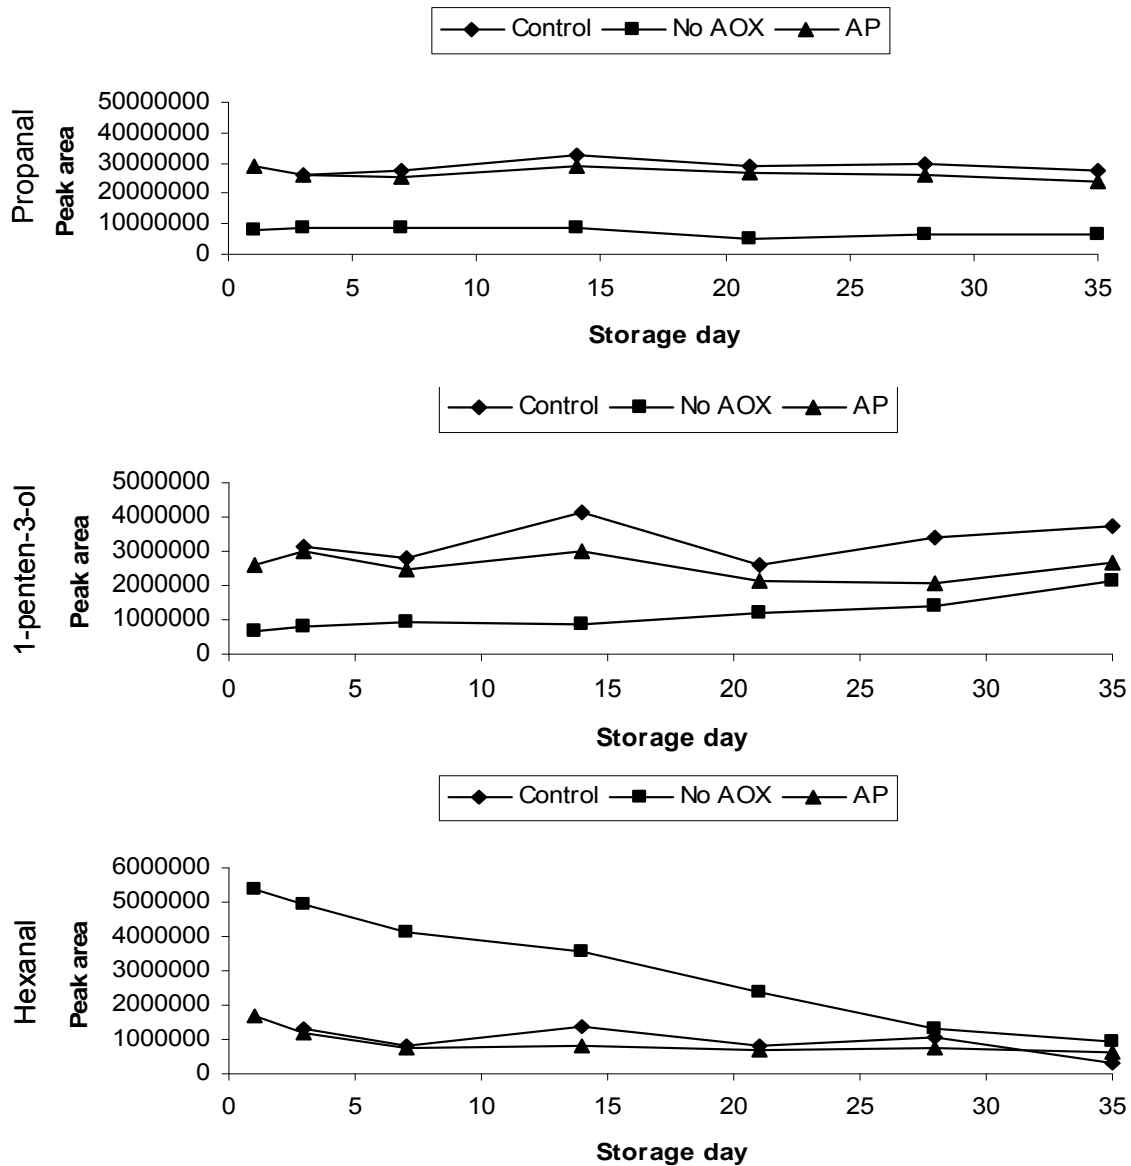 Control No AOX AP
Propanal
Peak area
50000000
40000000
30000000
20000000
10000000
0
0 5 10 15 20 25 30 35
Storage day
Control No AOX AP
1-penten-3-ol
Peak area
5000000
4000000
3000000
2000000
1000000
0
0 5 10 15 20 25 30 35
Storage day
Control No AOX AP
Hexanal
Peak area
6000000
5000000
4000000
3000000
2000000
1000000
0
0 5 10 15 20 25 30 35
Storage day